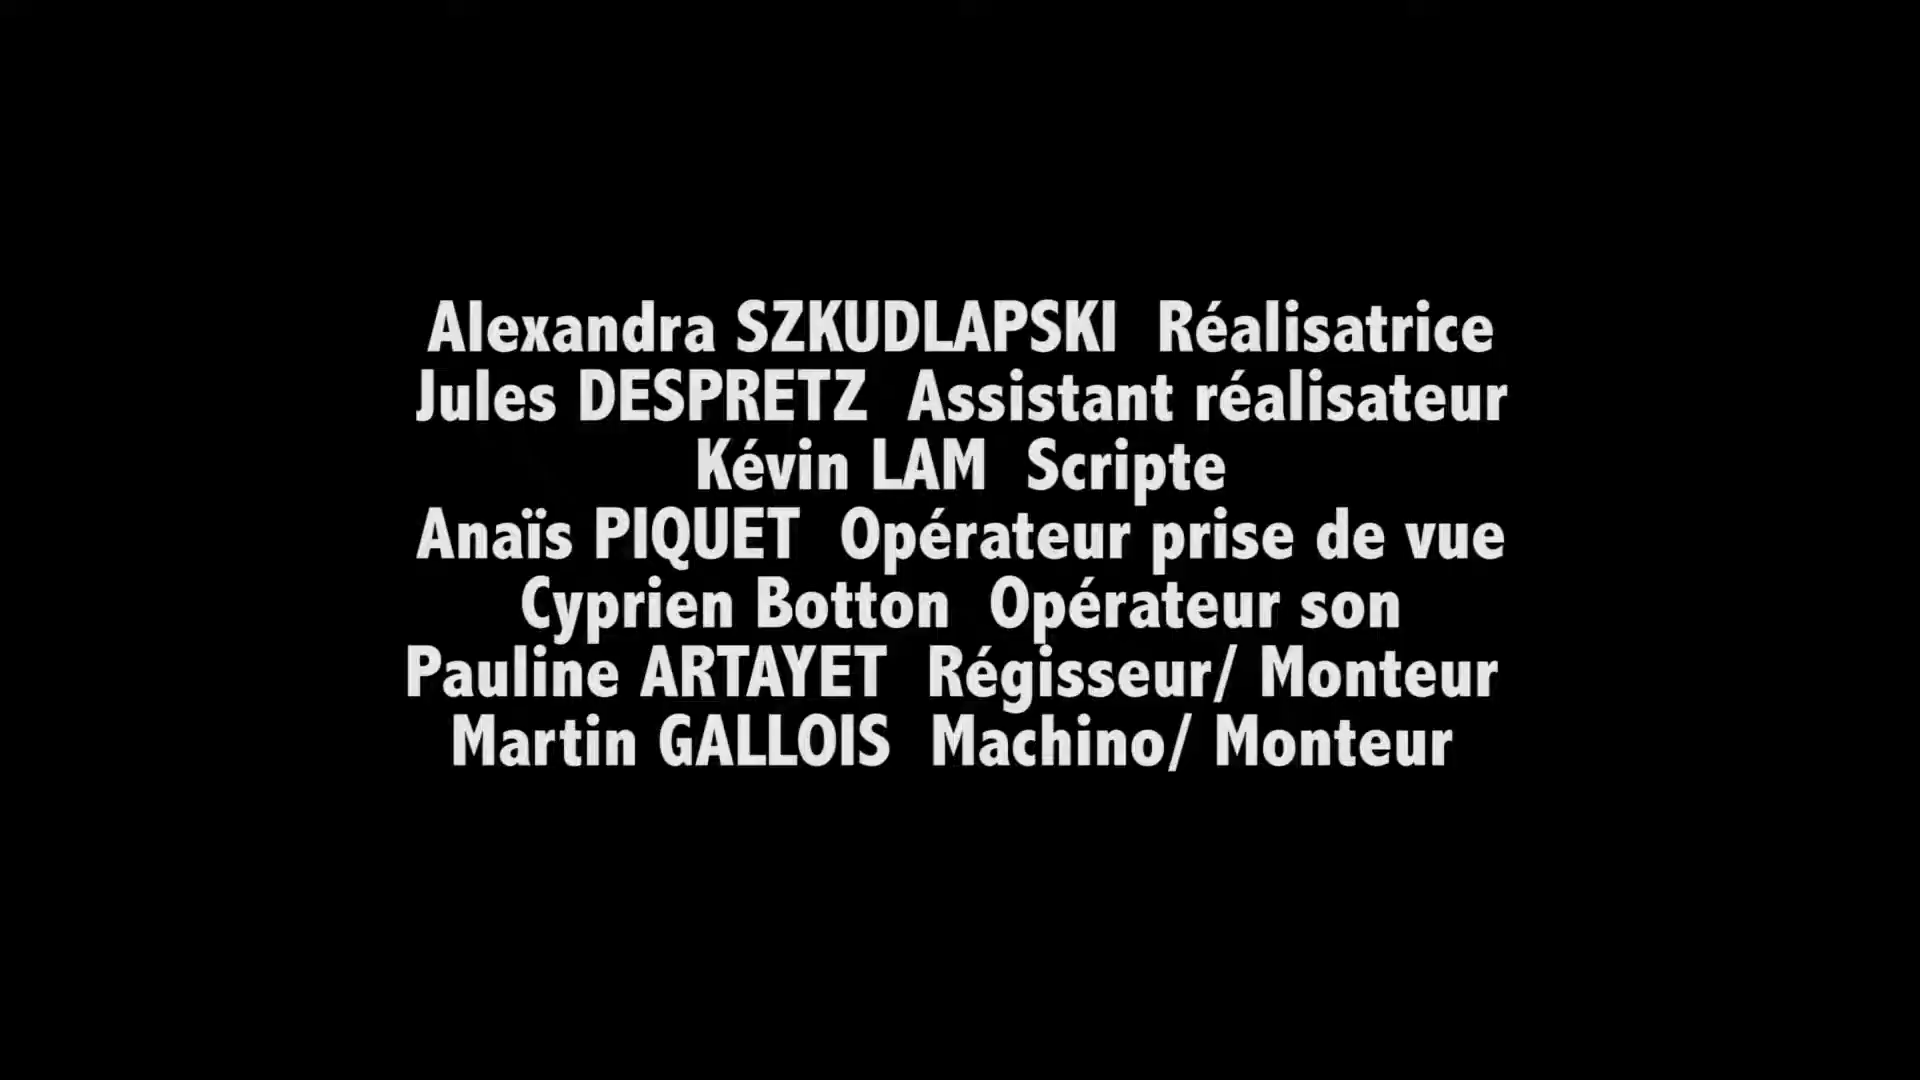 Alexandra SZKUDLAPSKI  Réalisatrice
Jules DESPRETZ  Assistant réalisateur
Kévin LAM  Scripte
Anaïs PIQUET  Opérateur prise de vue
Cyprien Botton  Opérateur son
Pauline ARTAYET  Régisseur/ Monteur
Martin GALLOIS  Machino/ Monteur